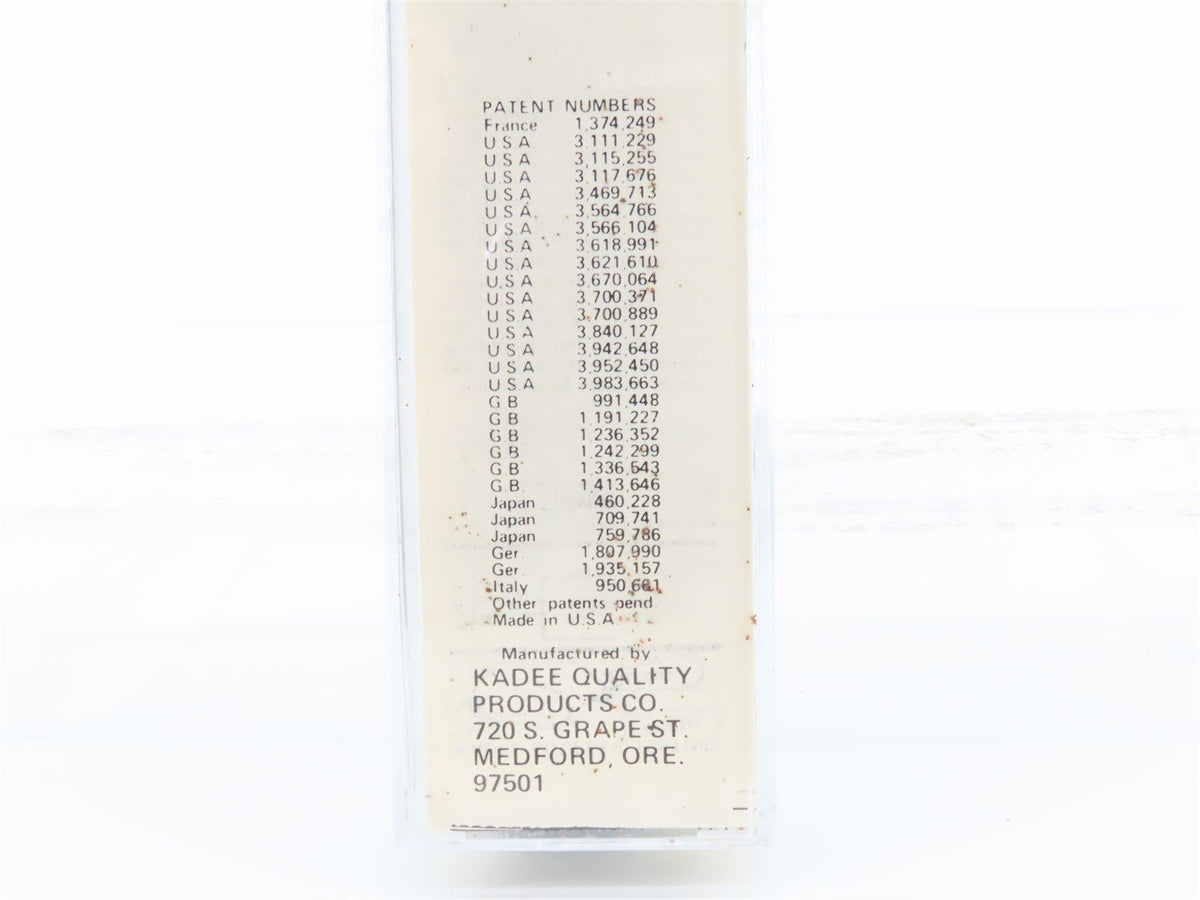 PATENT NUMBERS
France 1,374,249
U.S.A. 3,111,229
U.S.A. 3,115,255
U.S.A. 3,117,676
U.S.A. 3,469,713
U.S.A. 3,564,766
U.S.A. 3,566,104
U.S.A. 3,618,991
U.S.A. 3,621,610
U.S.A. 3,670,064
U.S.A. 3,700,371
U.S.A. 3,700,889
U.S.A. 3,840,127
U.S.A. 3,942,648
U.S.A. 3,952,450
U.S.A. 3,983,663
G.B. 991,448
G.B. 1,191,227
G.B. 1,236,352
G.B. 1,242,299
G.B. 1,336,543
G.B. 1,413,646
Japan 460,228
Japan 709,741
Japan 759,786
Ger. 1,807,990
Ger. 1,935,157
Italy 950,661
Other patents pend.
Made in U.S.A.
Manufactured by
KADEE QUALITY
PRODUCTS CO.
720 S. GRAPE ST.
MEDFORD, ORE.
97501